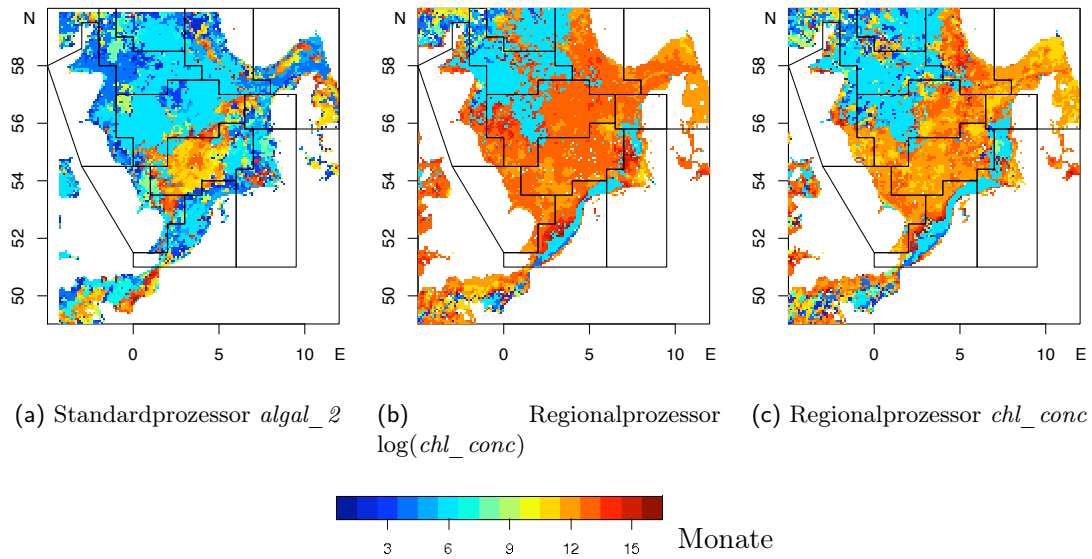 N N N
58 58 58
56 56 56
54 54 54
52 52 52
50 50 50
0 5 10 E 0 5 10 E 0 5 10 E
(a) Standardprozessor algal_2
(b) Regionalprozessor
log(chl_conc)
(c) Regionalprozessor chl_conc
3 6 9 12 15
Monate